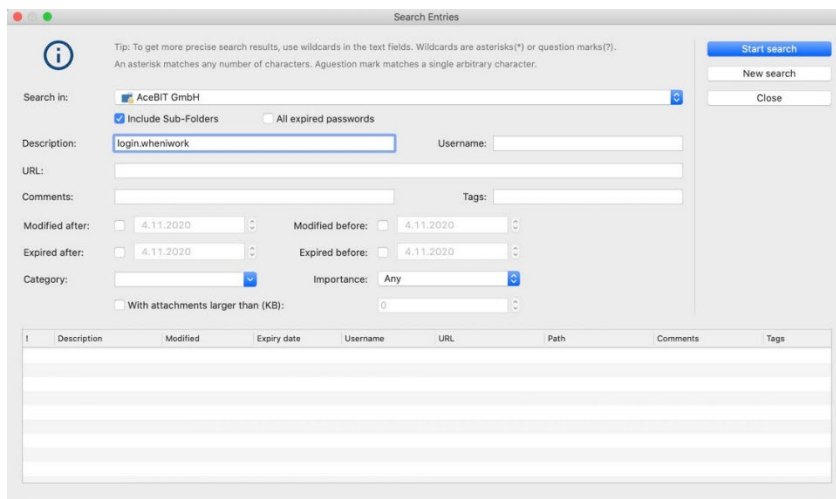 Search Entries
Tip: To get more precise search results, use wildcards in the text fields. Wildcards are asterisks(*) or question marks(?).
An asterisk matches any number of characters. Aguestion mark matches a single arbitrary character.
Start search
New search
Close
Search in: AceBIT GmbH
Include Sub-Folders All expired passwords
Description: login.wheniwork Username:
URL:
Comments: Tags:
Modified after: 4.11.2020 Modified before: 4.11.2020
Expired after: 4.11.2020 Expired before: 4.11.2020
Category: Importance: Any
With attachments larger than (KB): 0
! Description Modified Expiry date Username URL Path Comments Tags